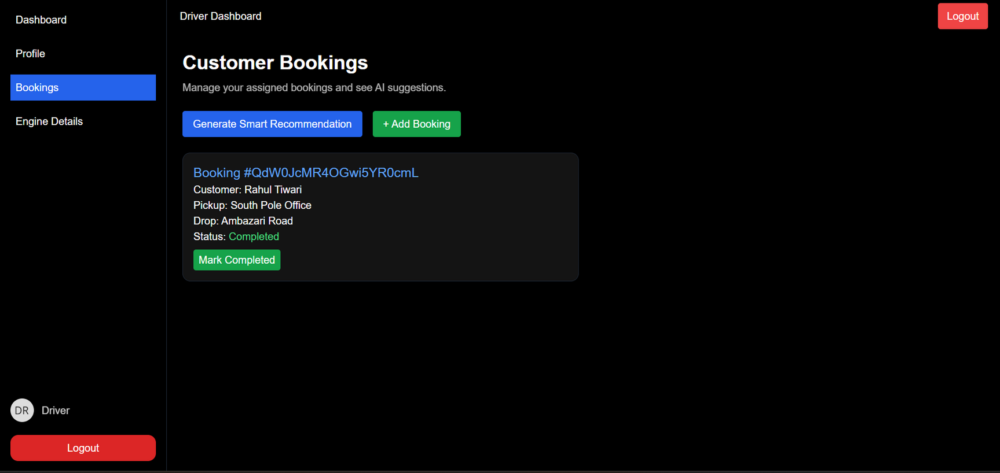 Dashboard
Profile
Bookings
Engine Details
DR Driver
Logout
Driver Dashboard
Logout
Customer Bookings
Manage your assigned bookings and see AI suggestions.
Generate Smart Recommendation
+ Add Booking
Booking #QdW0JcMR4OGwi5YR0cmL
Customer: Rahul Tiwari
Pickup: South Pole Office
Drop: Ambazari Road
Status: Completed
Mark Completed